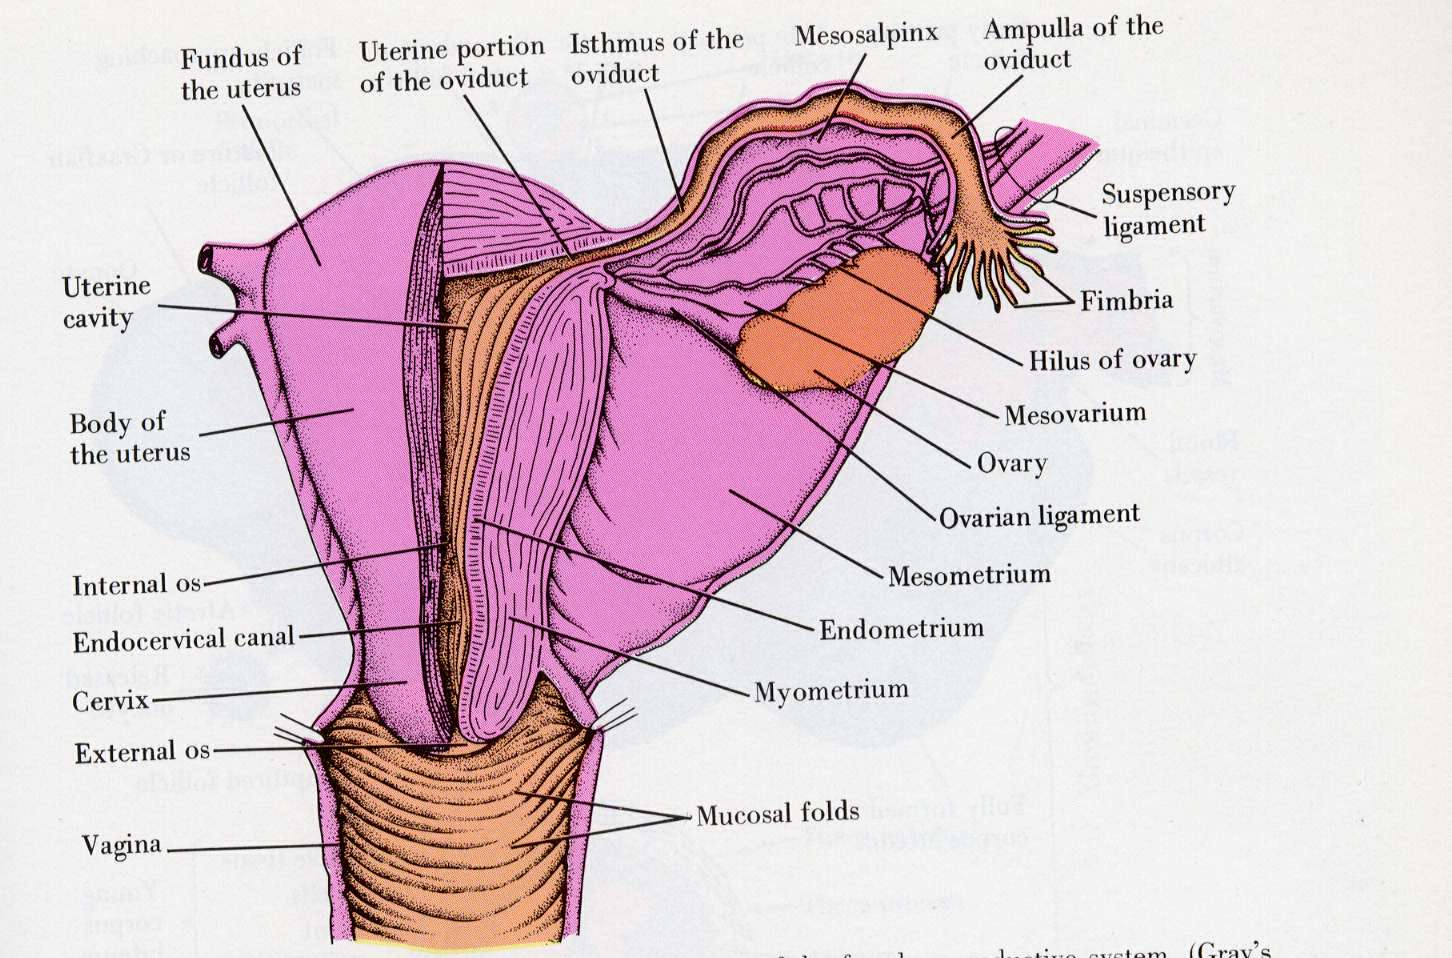 Fundus of
the uterus
Uterine portion
of the oviduct
Isthmus of the
oviduct
Mesosalpinx
Ampulla of the
oviduct
Suspensory
ligament
Uterine
cavity
Fimbria
Hilus of ovary
Mesovarium
Body of
the uterus
Ovary
Ovarian ligament
Mesometrium
Internal os
Endocervical canal
Endometrium
Cervix
Myometrium
External os
Mucosal folds
Vagina
system. (Gray's